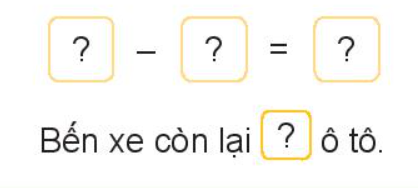 ? - ? = ?
Bến xe còn lại ? ô tô.